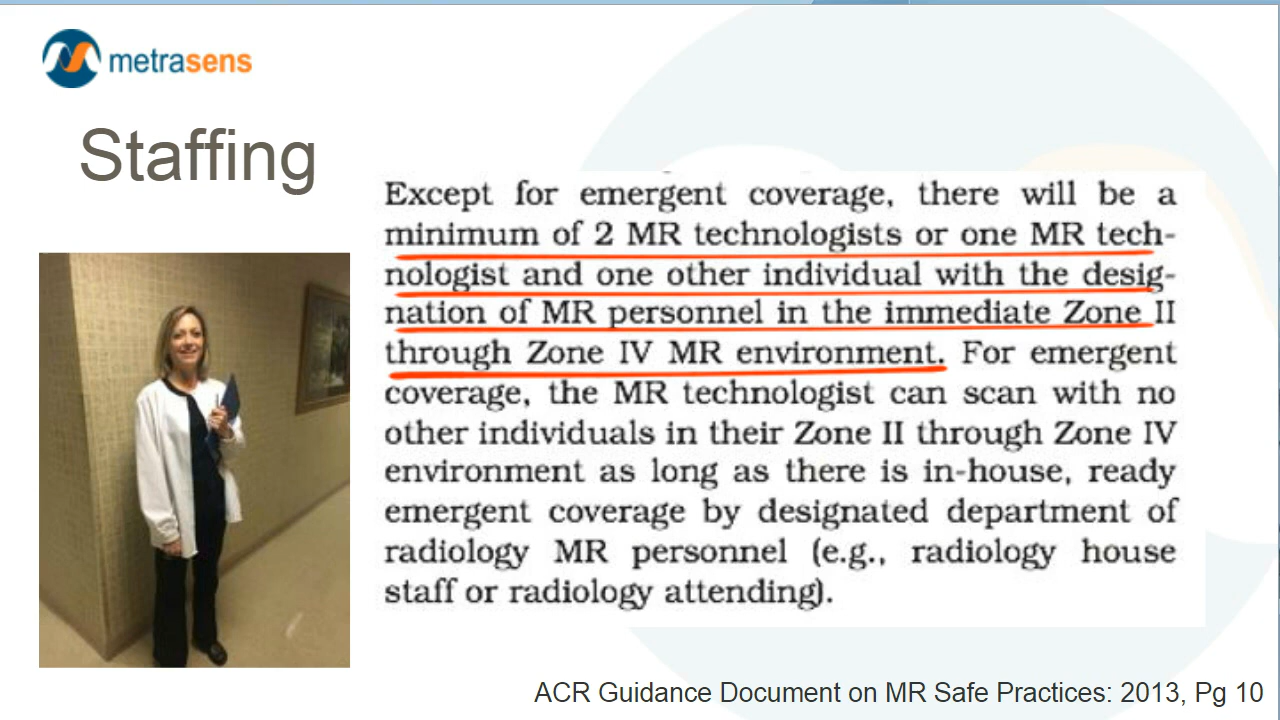 metrasens
Staffing
Except for emergent coverage, there will be a
minimum of 2 MR technologists or one MR tech-
nologist and one other individual with the desig-
nation of MR personnel in the immediate Zone II
through Zone IV MR environment. For emergent
coverage, the MR technologist can scan with no
other individuals in their Zone II through Zone IV
environment as long as there is in-house, ready
emergent coverage by designated department of
radiology MR personnel (e.g., radiology house
staff or radiology attending).
ACR Guidance Document on MR Safe Practices: 2013, Pg 10